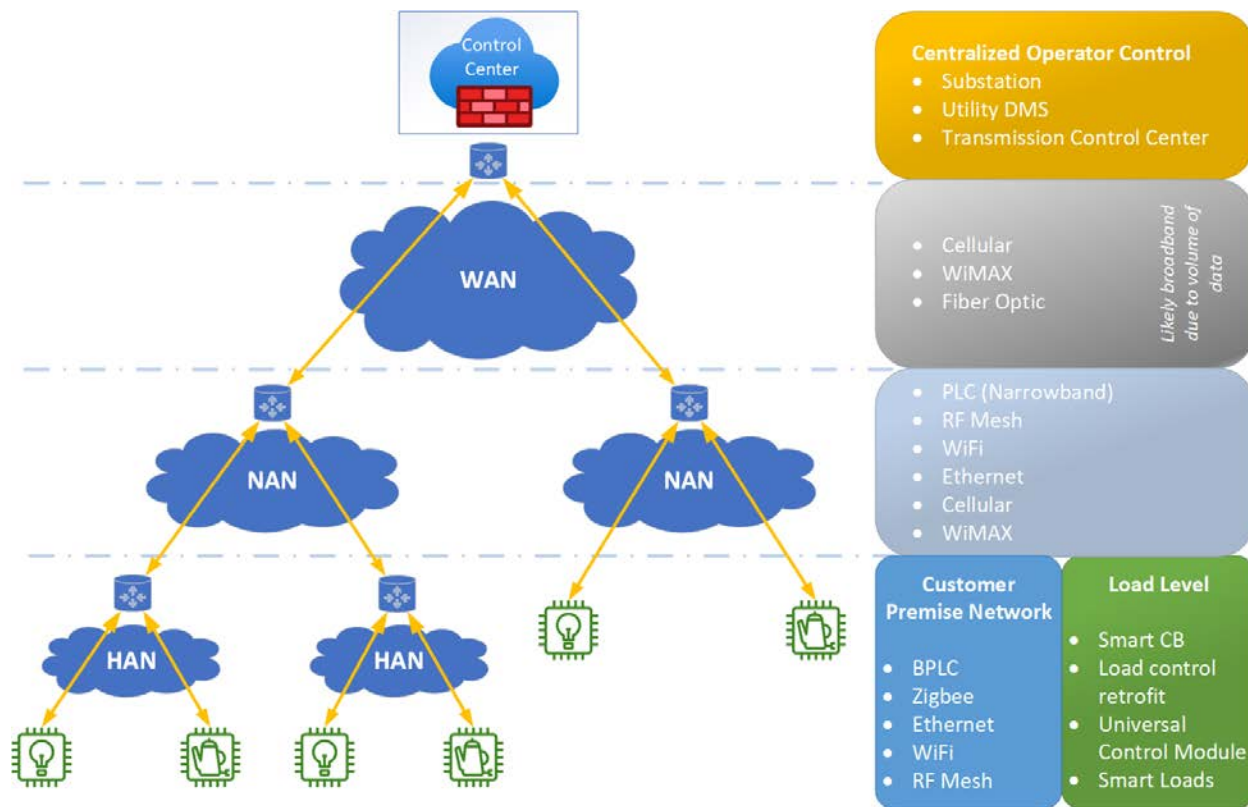 Control
Center
WAN
NAN
NAN
HAN
HAN
Centralized Operator Control
• Substation
• Utility DMS
• Transmission Control Center
• Cellular
• WiMAX
• Fiber Optic
Likely broadband
due to volume of
data
• PLC (Narrowband)
• RF Mesh
• WiFi
• Ethernet
• Cellular
• WiMAX
Customer
Premise Network
• BPLC
• Zigbee
• Ethernet
• WiFi
• RF Mesh
Load Level
• Smart CB
• Load control
retrofit
• Universal
Control Module
• Smart Loads